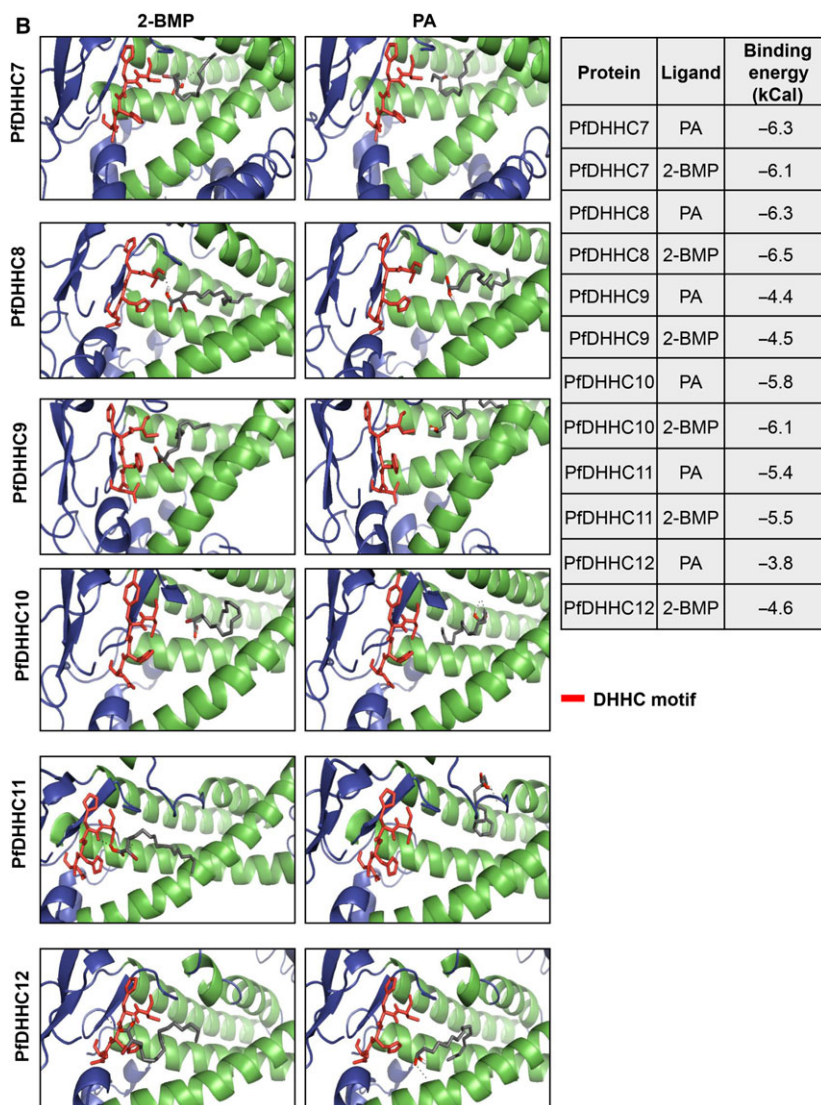 B
2-BMP PA
PfDHHC7
PfDHHC8
PfDHHC9
PfDHHC10
PfDHHC11
PfDHHC12
Protein Ligand Binding energy (kCal)
PfDHHC7 PA –6.3
PfDHHC7 2-BMP –6.1
PfDHHC8 PA –6.3
PfDHHC8 2-BMP –6.5
PfDHHC9 PA –4.4
PfDHHC9 2-BMP –4.5
PfDHHC10 PA –5.8
PfDHHC10 2-BMP –6.1
PfDHHC11 PA –5.4
PfDHHC11 2-BMP –5.5
PfDHHC12 PA –3.8
PfDHHC12 2-BMP –4.6
DHHC motif